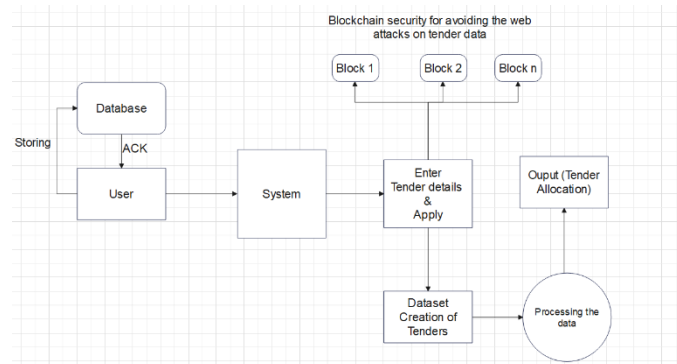 Blockchain security for avoiding the web
attacks on tender data
Block 1
Block 2
Block n
Database
Storing
ACK
User
System
Enter
Tender details
&
Apply
Ouput (Tender
Allocation)
Dataset
Creation of
Tenders
Processing the
data